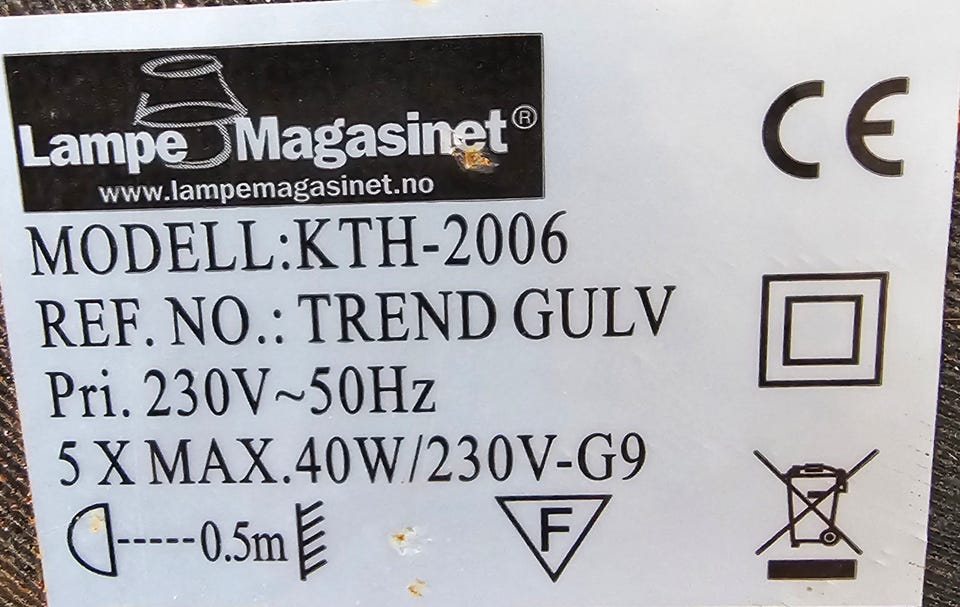 Lampe Magasinet®
www.lampemagasinet.no
CE
MODELL:KTH-2006
REF. NO.: TREND GULV
Pri. 230V~50Hz
5 X MAX.40W/230V-G9
-----0.5m
F